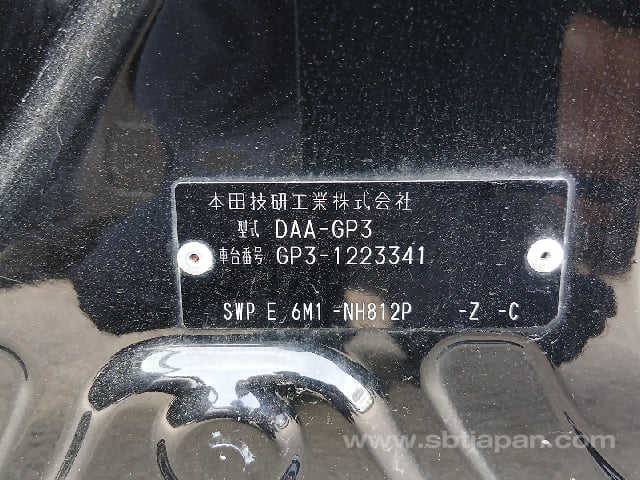 本田技研工業株式会社
型式 DAA-GP3
車台番号 GP3-1223341
SWP E 6M1 -NH812P -Z -C
www.sbtjapan.com